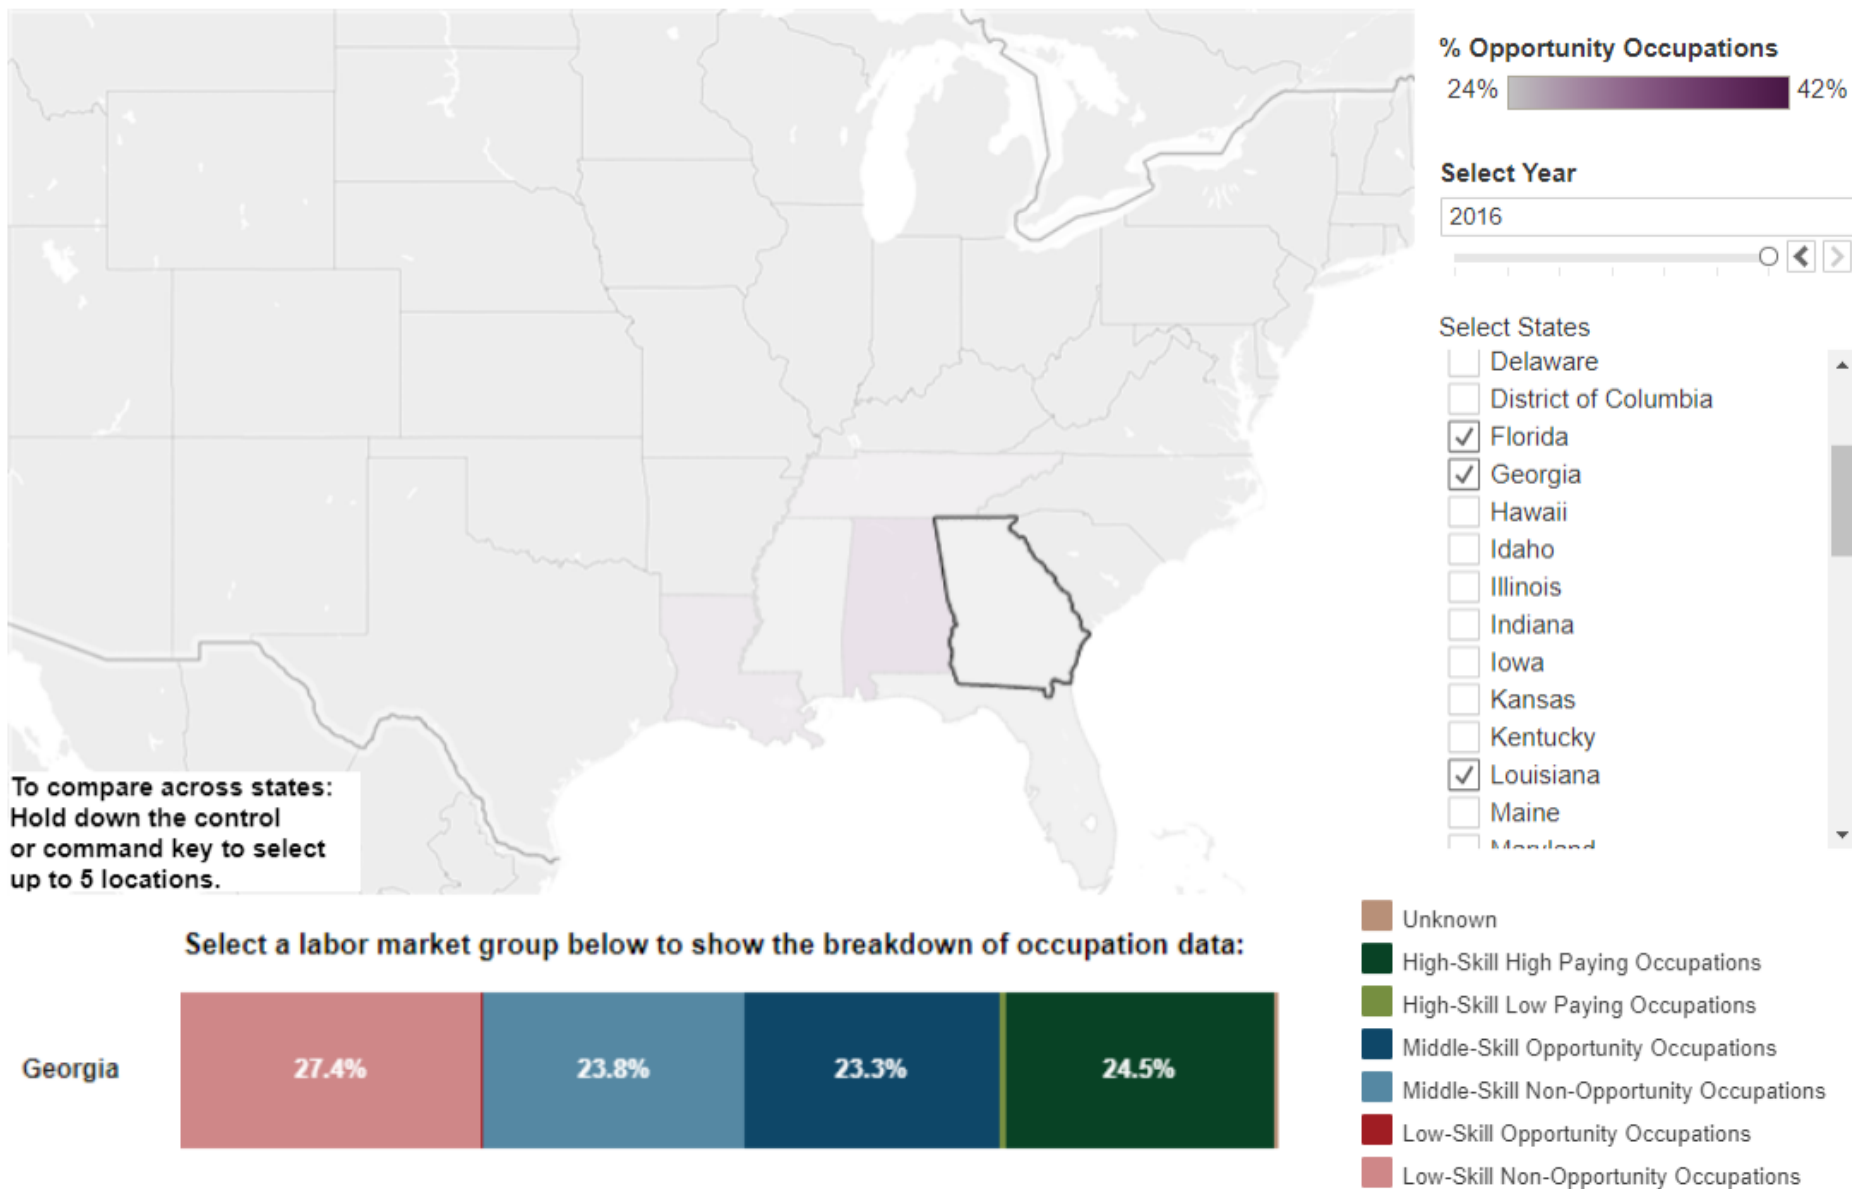 % Opportunity Occupations
24% 42%
Select Year
2016
Select States
Delaware
District of Columbia
Florida
Georgia
Hawaii
Idaho
Illinois
Indiana
Iowa
Kansas
Kentucky
Louisiana
Maine
Maryland
To compare across states:
Hold down the control
or command key to select
up to 5 locations.
Select a labor market group below to show the breakdown of occupation data:
Georgia 27.4% 23.8% 23.3% 24.5%
Unknown
High-Skill High Paying Occupations
High-Skill Low Paying Occupations
Middle-Skill Opportunity Occupations
Middle-Skill Non-Opportunity Occupations
Low-Skill Opportunity Occupations
Low-Skill Non-Opportunity Occupations